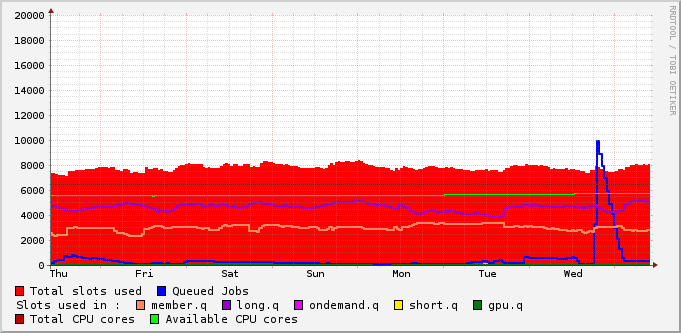 20000
18000
16000
14000
12000
10000
8000
6000
4000
2000
0
Thu Fri Sat Sun Mon Tue Wed
Total slots used Queued Jobs
Slots used in : member.q long.q ondemand.q short.q gpu.q
Total CPU cores Available CPU cores
RRDTOOL / TOBI OETIKER